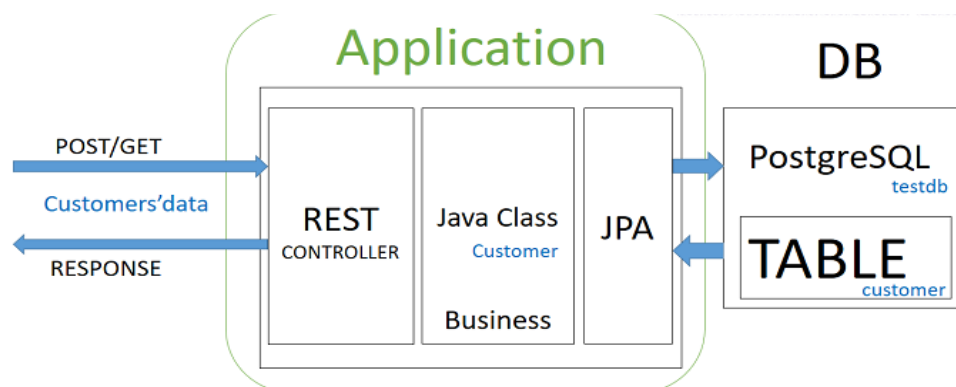 Application
DB
POST/GET
Customers'data
RESPONSE
REST
CONTROLLER
Java Class
Customer
Business
JPA
PostgreSQL
testdb
TABLE
customer